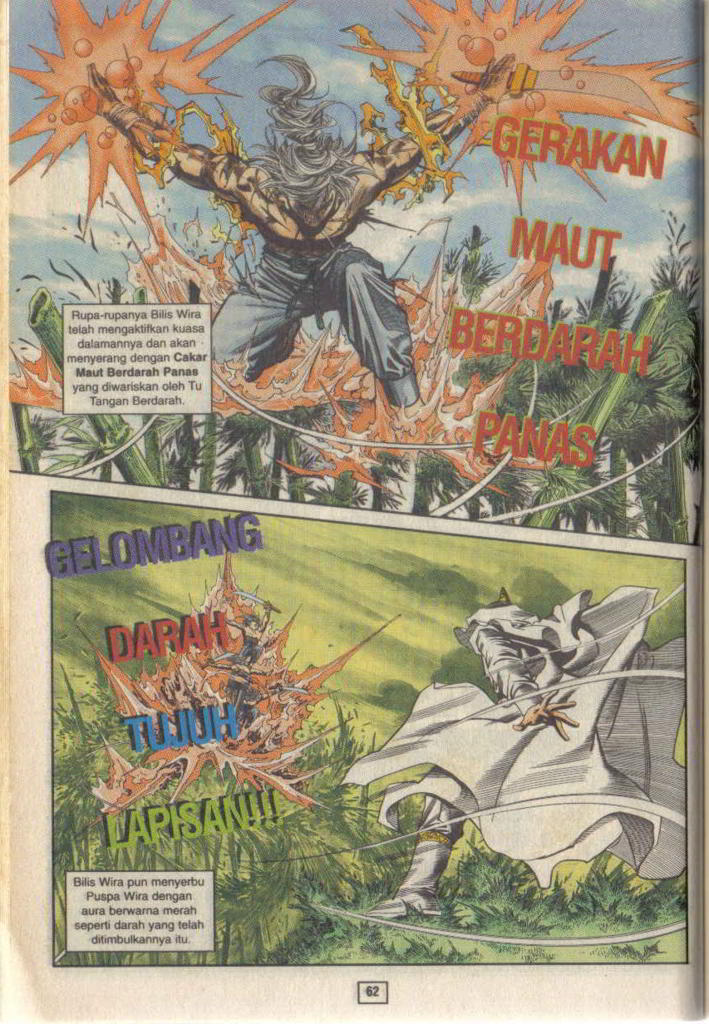 GERAKAN
MAUT
BERDARAH
PANAS
Rupa-rupanya Bilis Wira
telah mengaktifkan kuasa
dalamannya dan akan
menyerang dengan Cakar
Maut Berdarah Panas
yang diwariskan oleh Tu
Tangan Berdarah.
GELOMBANG
DARAH
TUJUH
LAPISAN!!!
Bilis Wira pun menyerbu
Puspa Wira dengan
aura berwarna merah
seperti darah yang telah
ditimbulkannya itu.
62